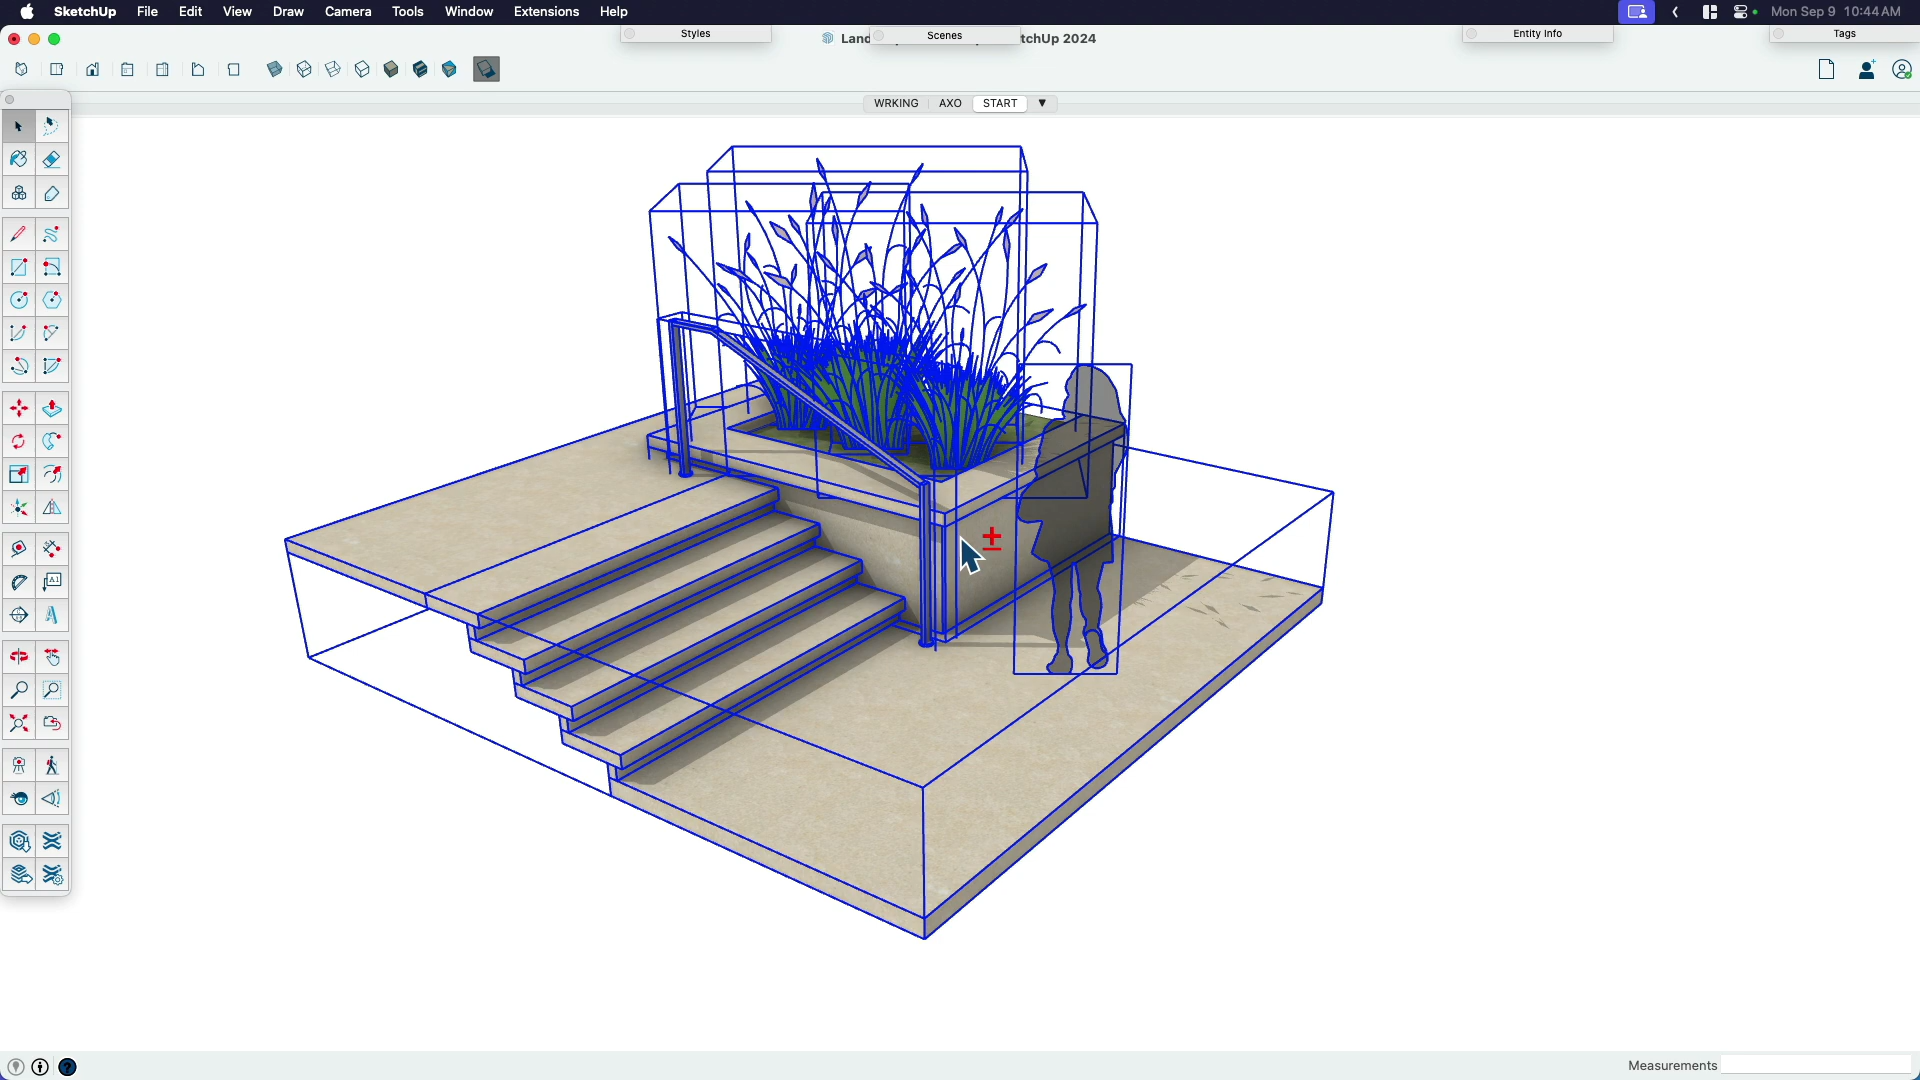 SketchUp File Edit View Draw Camera Tools Window Extensions Help Mon Sep 9 10:44 AM
Styles
Scenes
tchUp 2024
Entity Info
Tags
WRKING AXO START
A1
Measurements